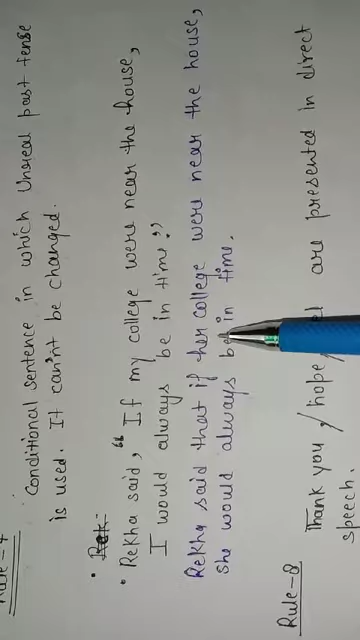 Rule-7
Conditional sentence in which Unreal past tense
is used. It can'nt be changed.
Rekha said, "If my college were near the house,
I would always be in time."
Rekha said that if her college were near the house,
she would always be in time.
Rule-8
Thank you / hope are presented in direct
speech.